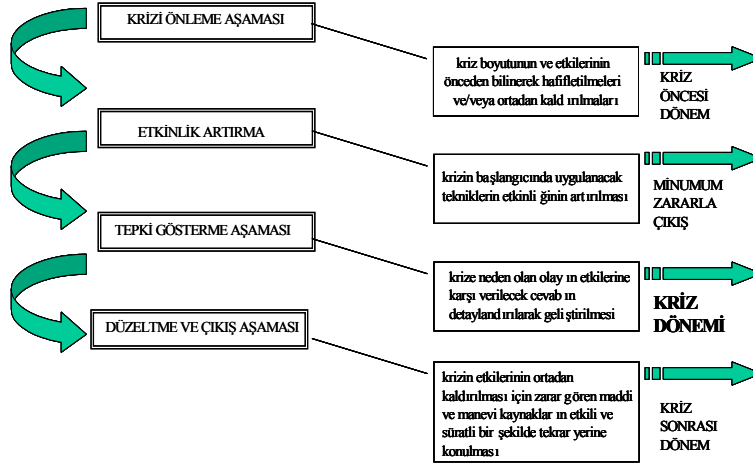 KRİZİ ÖNLEME AŞAMASI
kriz boyutunun ve etkilerinin
önceden bilinerek hafifletilmeleri
ve/veya ortadan kald ırılmaları
KRİZ
ÖNCESİ
DÖNEM
ETKİNLİK ARTIRMA
krizin başlangıcında uygulanacak
tekniklerin etkinli ğinin art ırılması
MİNUMUM
ZARARLA
ÇIKIŞ
TEPKİ GÖSTERME AŞAMASI
krize neden olan olay ın etkilerine
karşı verilecek cevab ın
detayland ırılarak geli ştirilmesi
KRİZ
DÖNEMİ
DÜZELTME VE ÇIKIŞ AŞAMASI
krizin etkilerinin ortadan
kaldırılması için zarar gören maddi
ve manevi kaynaklar ın etkili ve
süratli bir şekilde tekrar yerine
konulması
KRİZ
SONRASI
DÖNEM